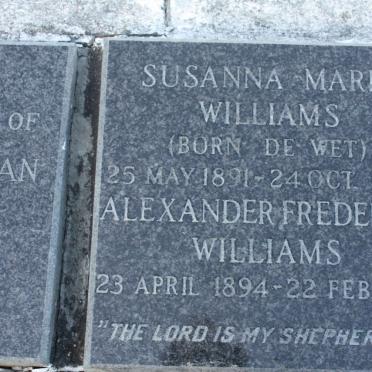 OF
AN
SUSANNA MARI
WILLIAMS
(BORN DE WET)
25 MAY 1891-24 OCT.
ALEXANDER FREDE
WILLIAMS
23 APRIL 1894-22 FEB
"THE LORD IS MY SHEPHER